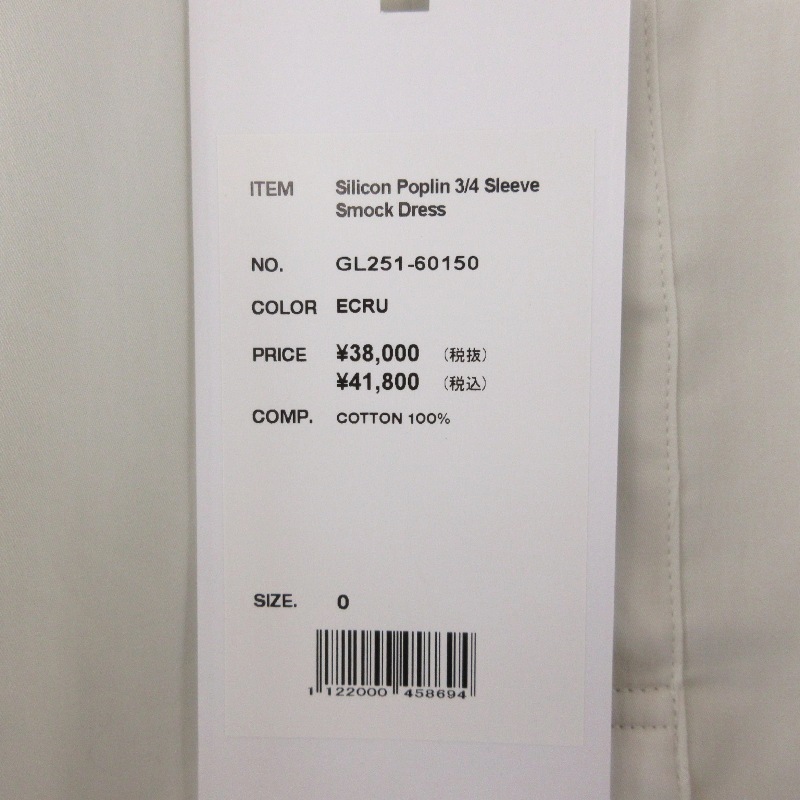 ITEM Silicon Poplin 3/4 Sleeve
Smock Dress
NO. GL251-60150
COLOR ECRU
PRICE ¥38,000 (税抜)
¥41,800 (税込)
COMP. COTTON 100%
SIZE. 0
1 122000 458694